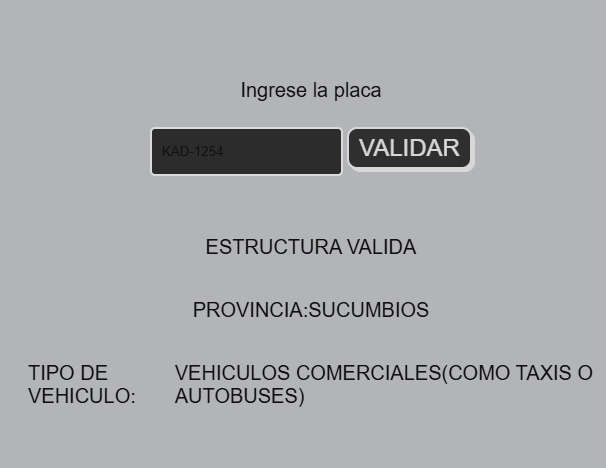 Ingrese la placa
KAD-1254 VALIDAR
ESTRUCTURA VALIDA
PROVINCIA:SUCUMBIOS
TIPO DE VEHICULOS COMERCIALES(COMO TAXIS O
VEHICULO: AUTOBUSES)